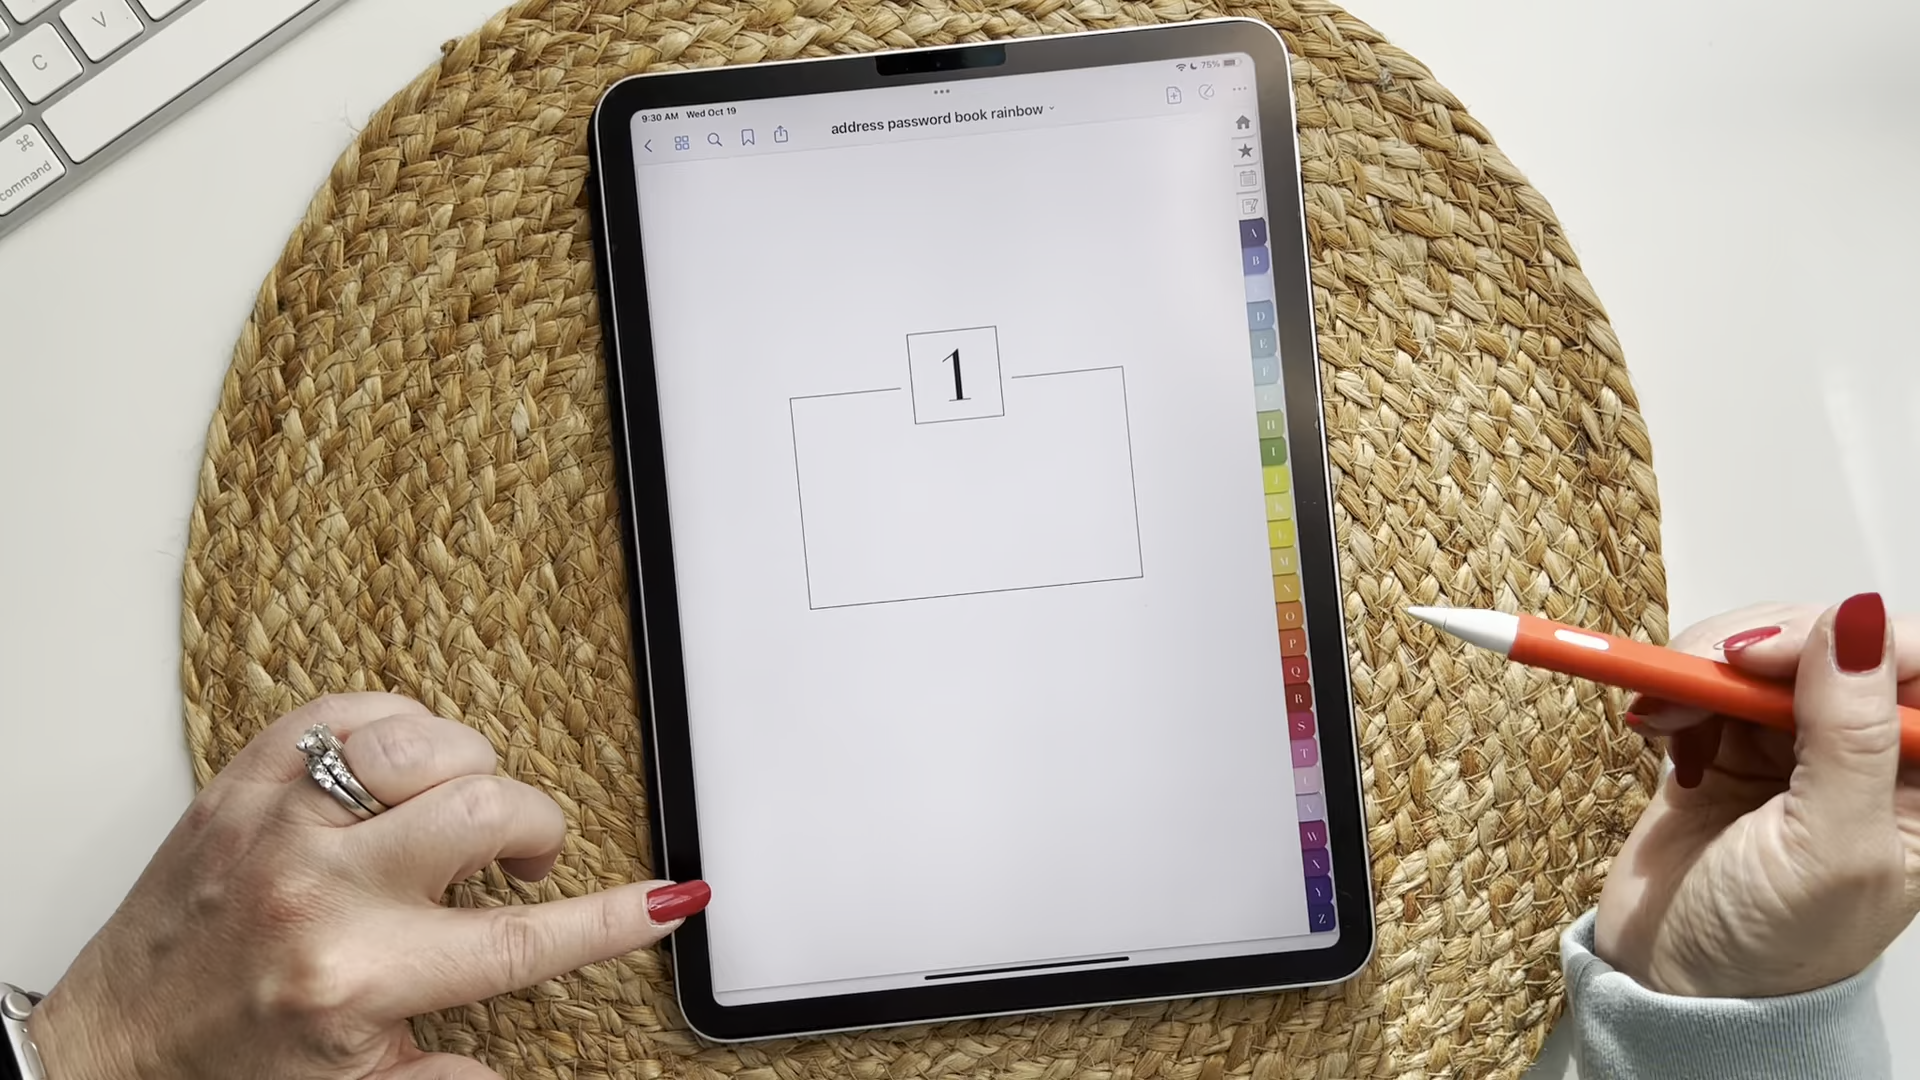 V
C
⌘
command
9:30 AM Wed Oct 19
75%
address password book rainbow
1
A
B
D
E
F
G
H
I
J
K
L
M
N
O
P
Q
R
S
T
V
W
X
Y
Z